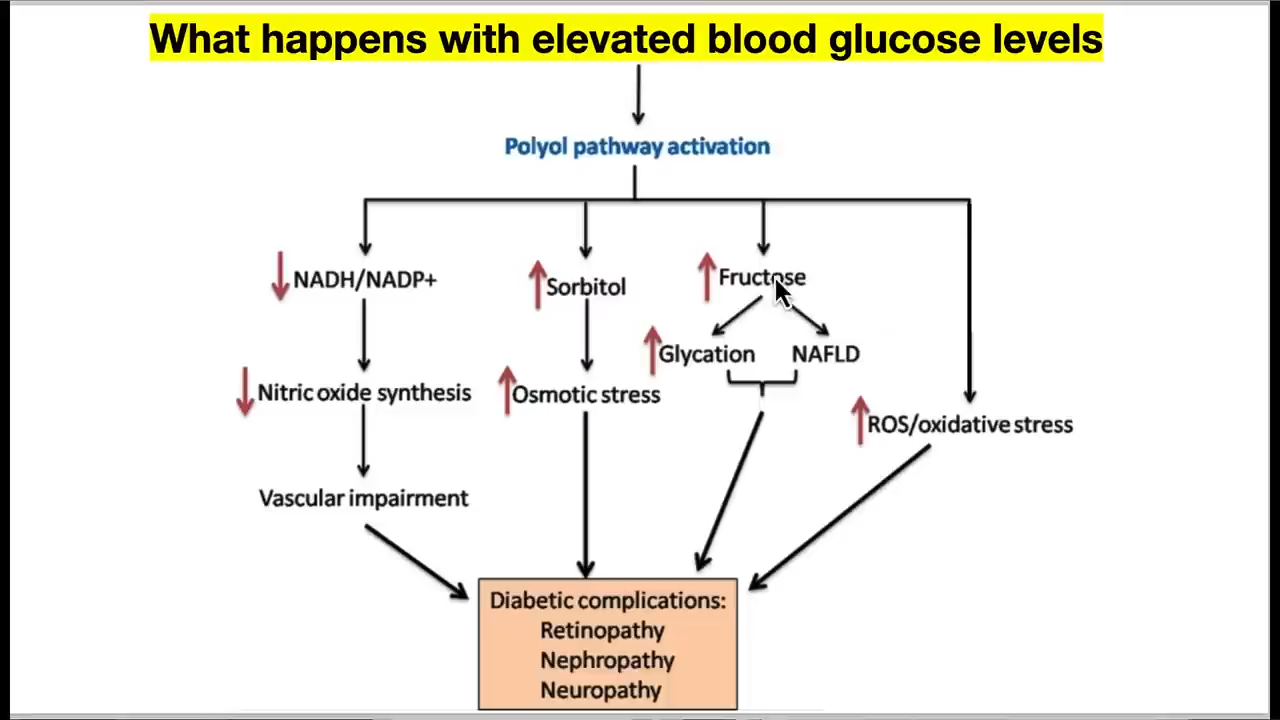 What happens with elevated blood glucose levels
Polyol pathway activation
NADH/NADP+
Sorbitol
Fructose
Glycation
NAFLD
Nitric oxide synthesis
Osmotic stress
ROS/oxidative stress
Vascular impairment
Diabetic complications:
Retinopathy
Nephropathy
Neuropathy